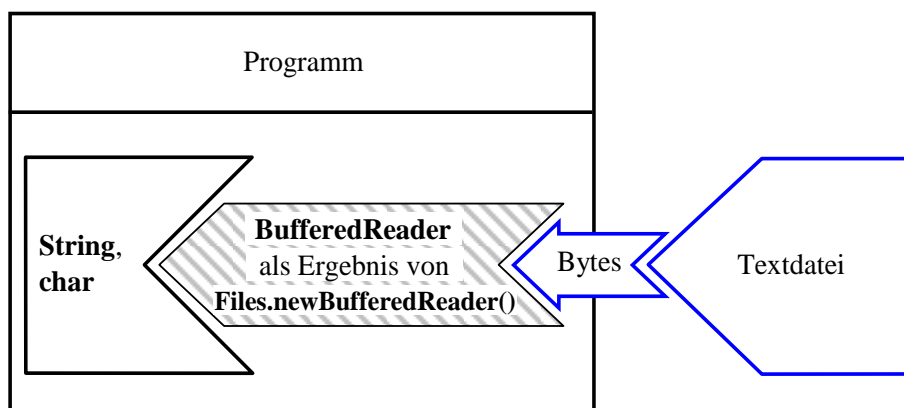 Programm
String,
char
BufferedReader
als Ergebnis von
Files.newBufferedReader()
Bytes
Textdatei